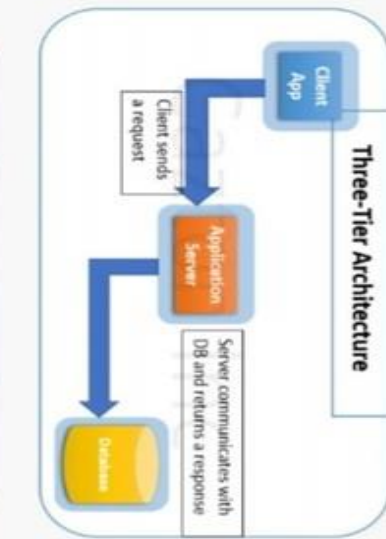 Three-Tier Architecture
Client
App
Client sends
a request
Application
Server
Server communicates with
DB and returns a response
Database